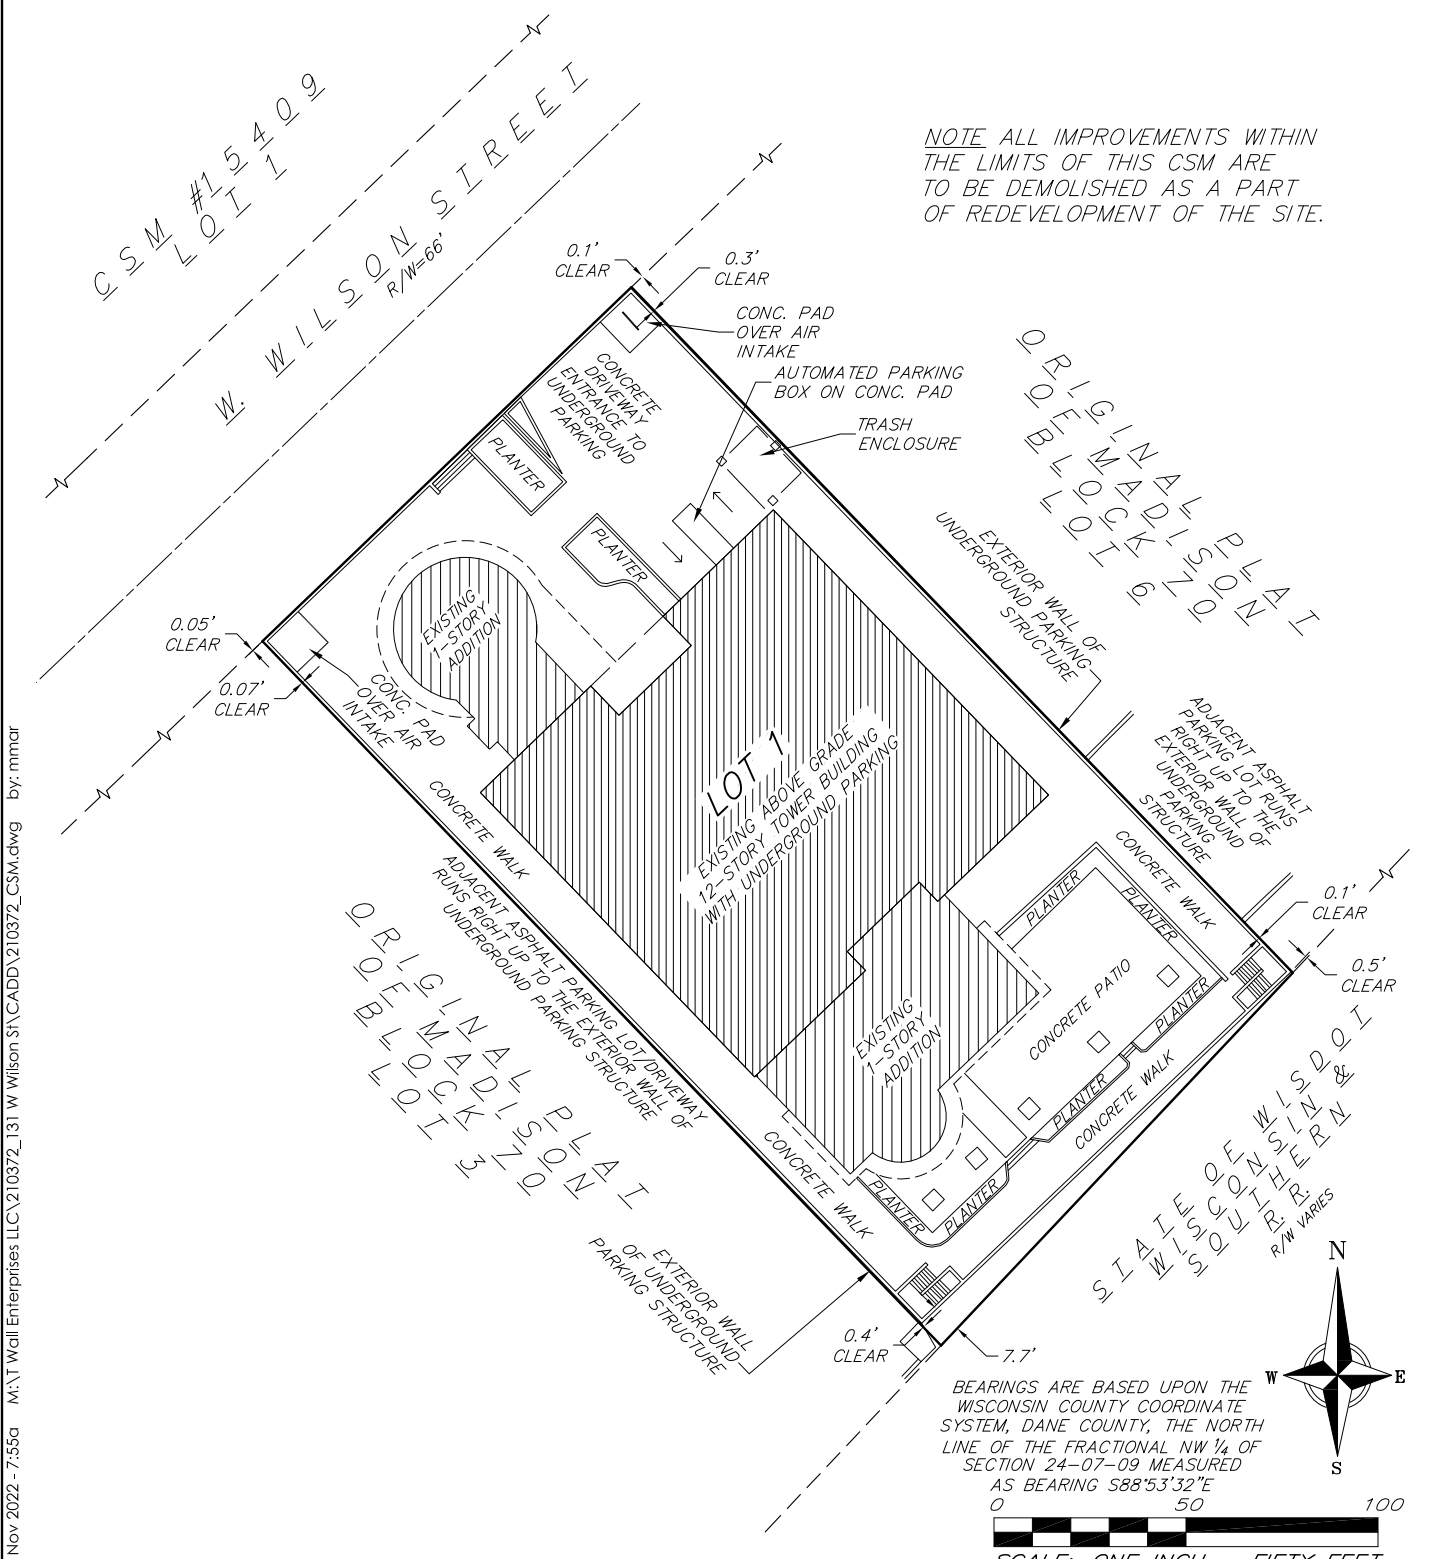 CSM #15409
LOT 1
W. WILSON STREET
R/W=66'
NOTE ALL IMPROVEMENTS WITHIN
THE LIMITS OF THIS CSM ARE
TO BE DEMOLISHED AS A PART
OF REDEVELOPMENT OF THE SITE.
0.1'
CLEAR
0.3'
CLEAR
CONC. PAD
OVER AIR
INTAKE
AUTOMATED PARKING
BOX ON CONC. PAD
TRASH
ENCLOSURE
CONCRETE
DRIVEWAY
ENTRANCE TO
UNDERGROUND
PARKING
PLANTER
PLANTER
ORIGINAL PLAT
OF MADISON
BLOCK 70
LOT 6
EXTERIOR WALL OF
UNDERGROUND PARKING
STRUCTURE
EXISTING
1-STORY
ADDITION
0.05'
CLEAR
0.07'
CLEAR
CONC. PAD
OVER AIR
INTAKE
LOT 1
EXISTING ABOVE GRADE
12-STORY TOWER BUILDING
WITH UNDERGROUND PARKING
ADJACENT ASPHALT
PARKING LOT RUNS
RIGHT UP TO THE
EXTERIOR WALL OF
UNDERGROUND
PARKING
STRUCTURE
CONCRETE WALK
CONCRETE WALK
ADJACENT ASPHALT PARKING LOT/DRIVEWAY
RUNS RIGHT UP TO THE EXTERIOR WALL OF
UNDERGROUND PARKING STRUCTURE
PLANTER
PLANTER
0.1'
CLEAR
0.5'
CLEAR
CONCRETE PATIO
PLANTER
ORIGINAL PLAT
OF MADISON
BLOCK 70
LOT 3
EXISTING
1-STORY
ADDITION
PLANTER
CONCRETE WALK
CONCRETE WALK
PLANTER
PLANTER
STATE OF WISDOT
WISCONSIN &
SOUTHERN
R.R.
R/W VARIES
EXTERIOR WALL
OF UNDERGROUND
PARKING STRUCTURE
0.4'
CLEAR
7.7'
N
W
E
S
BEARINGS ARE BASED UPON THE
WISCONSIN COUNTY COORDINATE
SYSTEM, DANE COUNTY, THE NORTH
LINE OF THE FRACTIONAL NW 1/4 OF
SECTION 24-07-09 MEASURED
AS BEARING S88°53'32"E
0 50 100
SCALE: ONE INCH = FIFTY FEET
Nov 2022 - 7:55a M:\T Wall Enterprises LLC\210372_131 W Wilson St\CADD\210372_CSM.dwg by: mmar